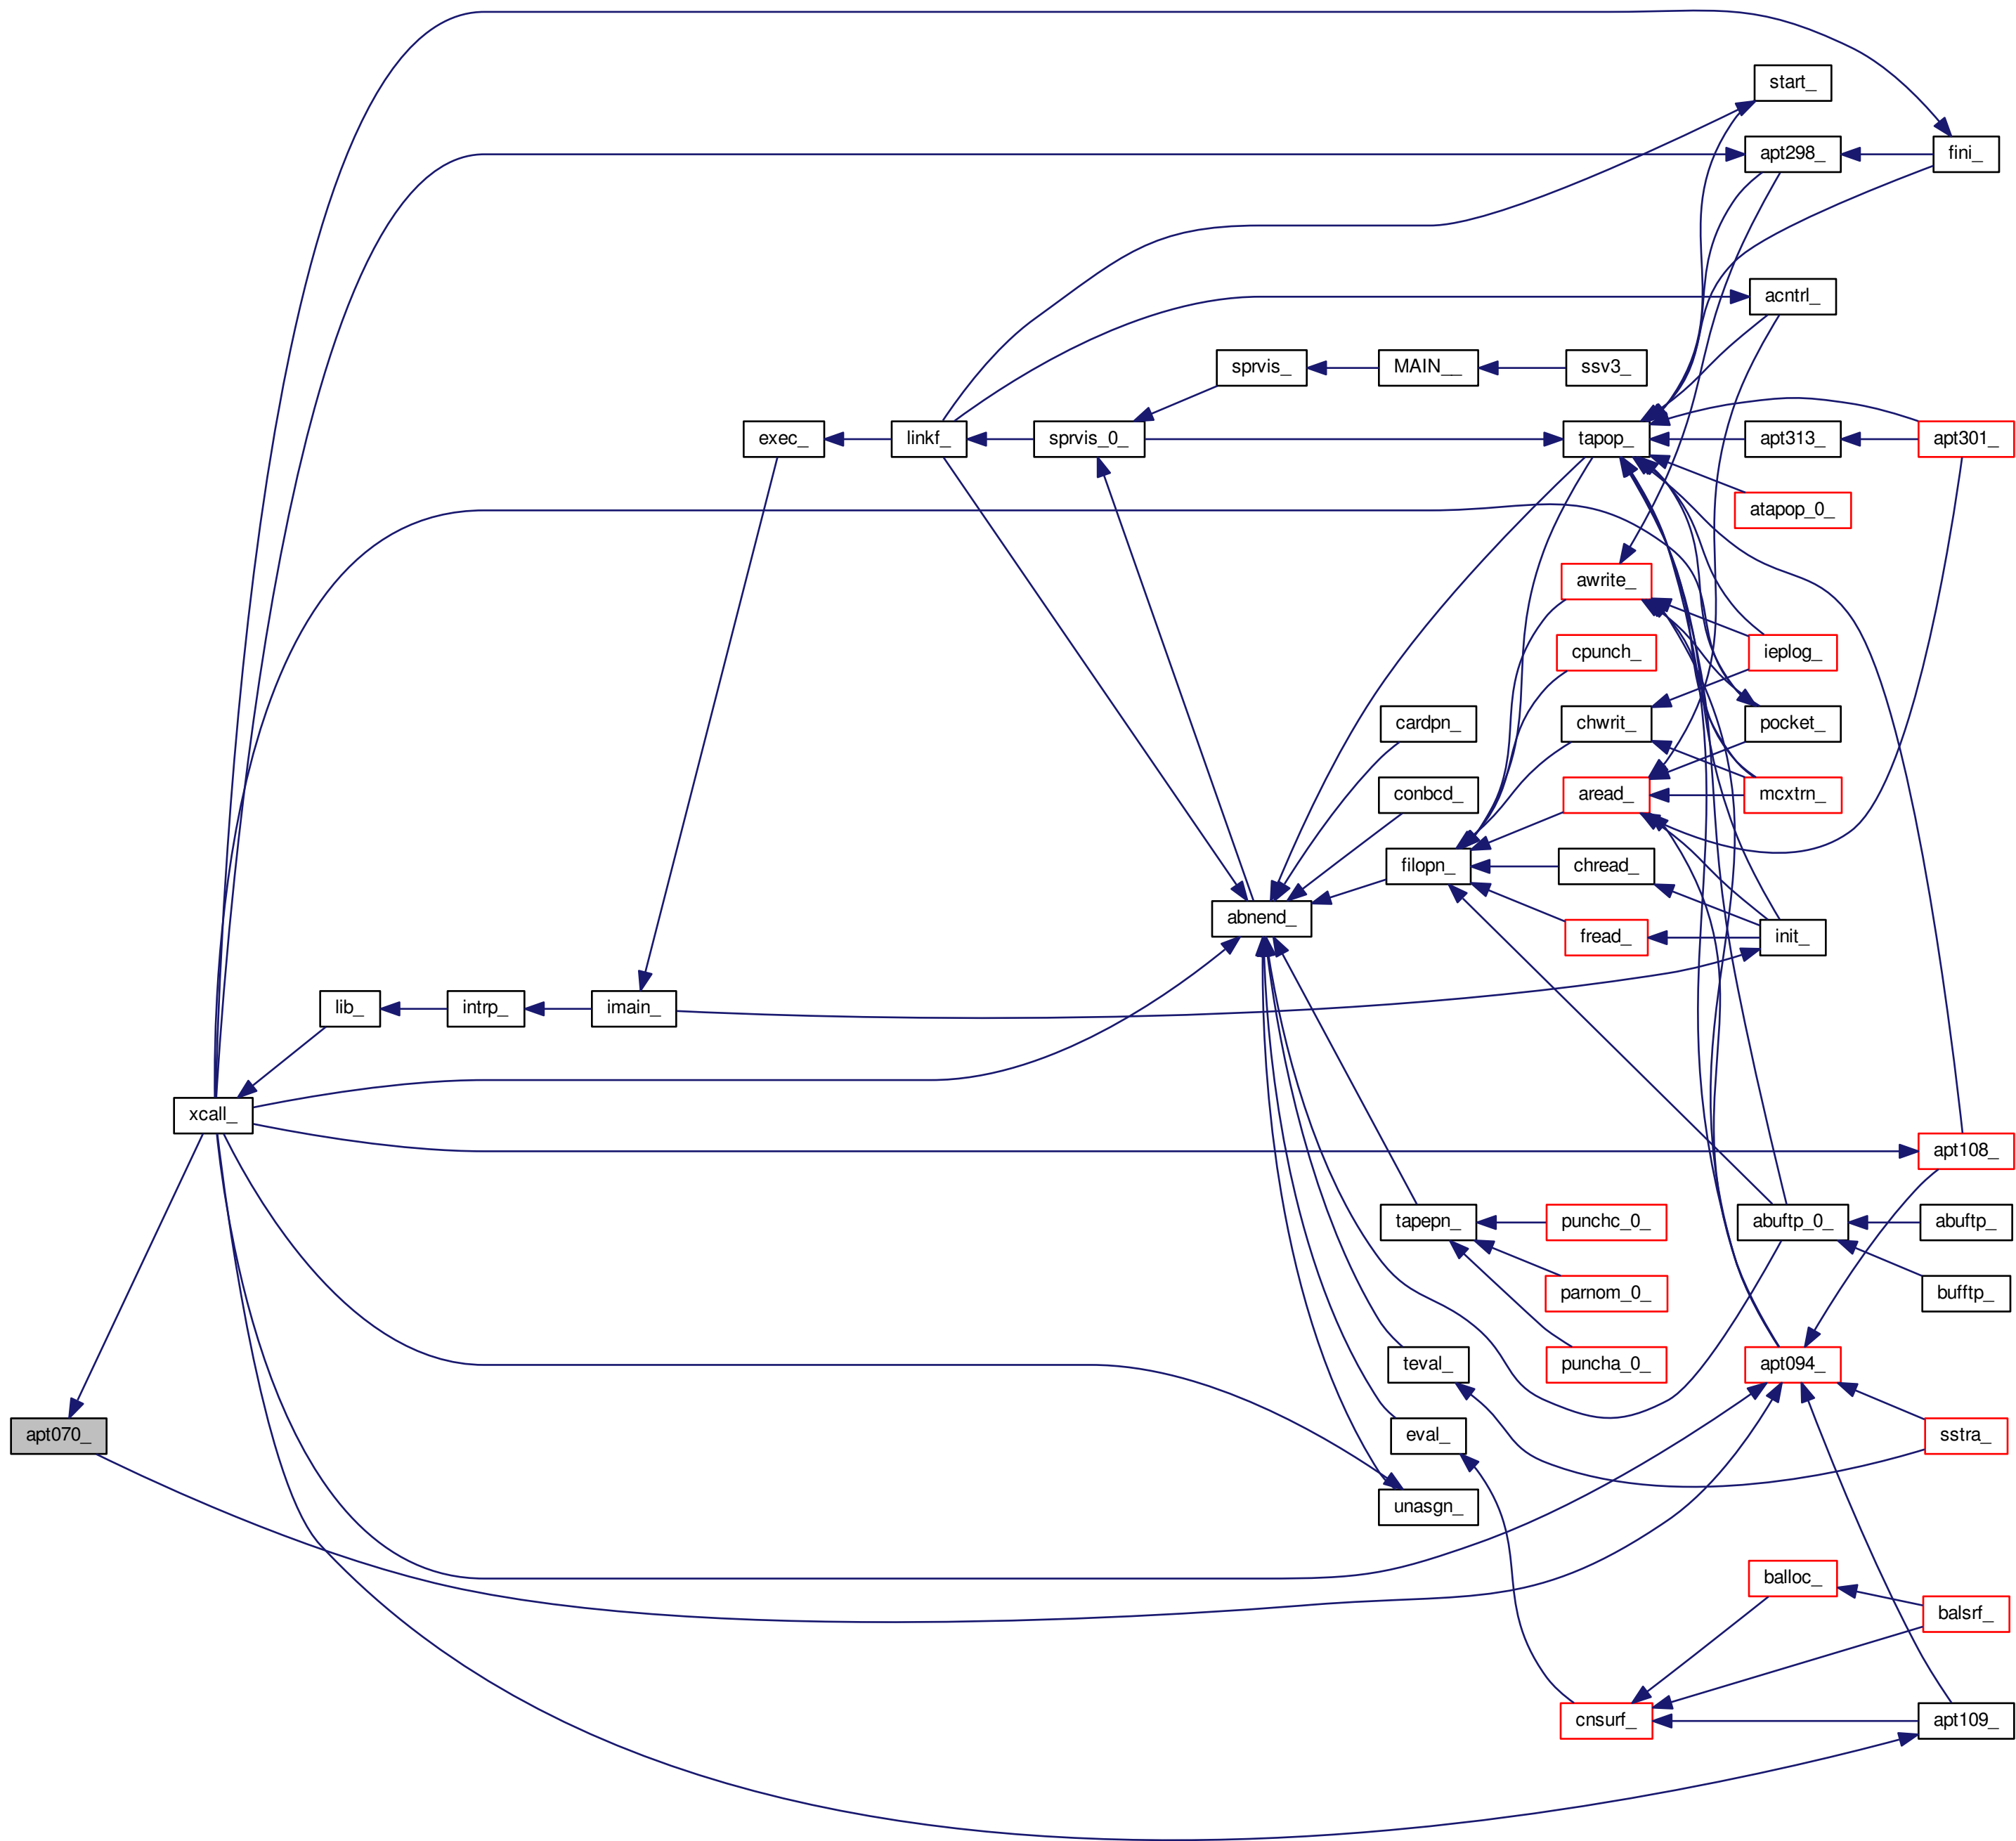 start_
apt298_
fini_
acntrl_
sprvis_
MAIN__
ssv3_
exec_
linkf_
sprvis_0_
tapop_
apt313_
apt301_
atapop_0_
awrite_
cpunch_
ieplog_
cardpn_
chwrit_
pocket_
conbcd_
aread_
mcxtrn_
filopn_
chread_
abnend_
fread_
init_
lib_
intrp_
imain_
xcall_
apt108_
tapepn_
punchc_0_
abuftp_0_
abuftp_
parnom_0_
bufftp_
teval_
puncha_0_
apt094_
apt070_
eval_
sstra_
unasgn_
balloc_
balsrf_
cnsurf_
apt109_